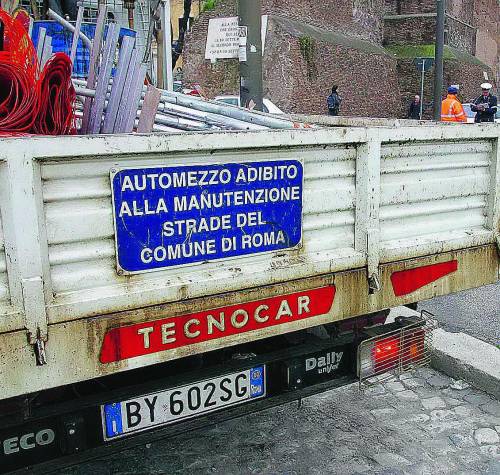 AUTOMEZZO ADIBITO
ALLA MANUTENZIONE
STRADE DEL
COMUNE DI ROMA
TECNOCAR
Daily
I BY 602SG
ECO